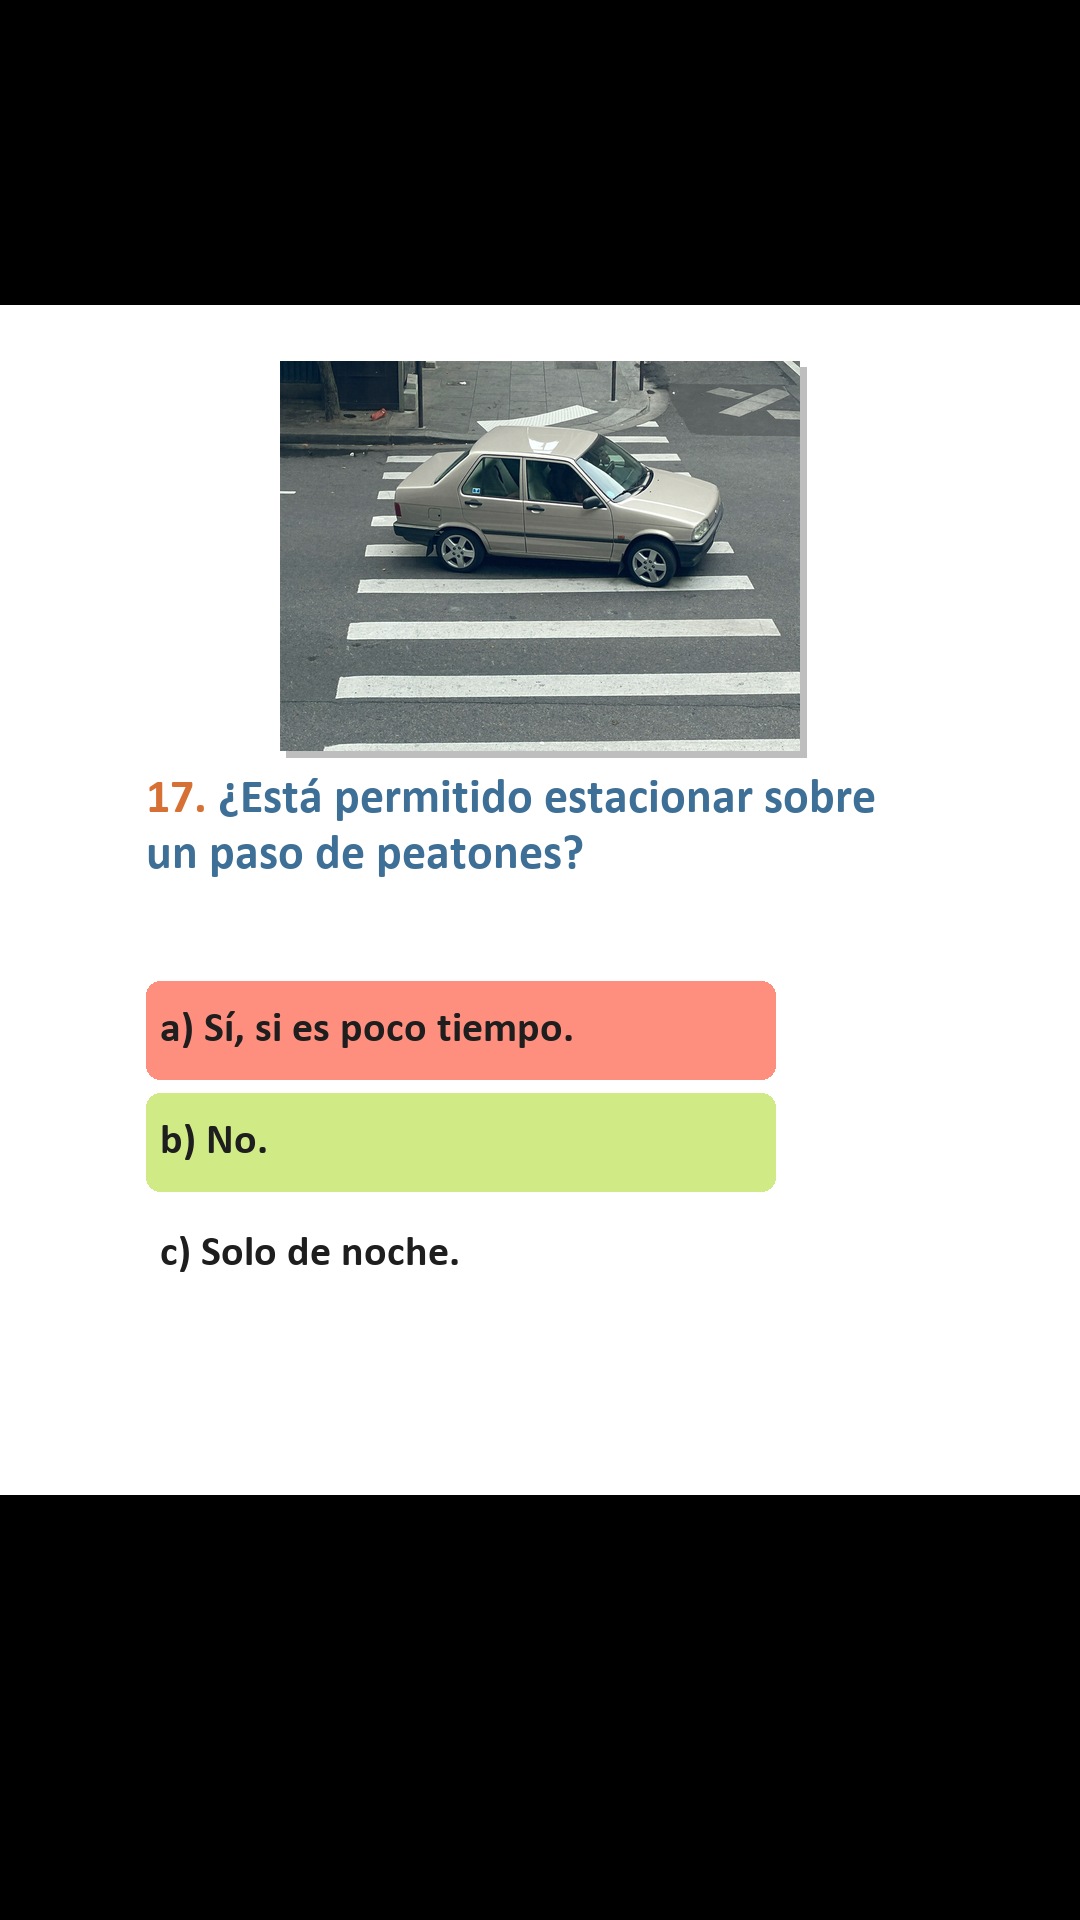 17. ¿Está permitido estacionar sobre
un paso de peatones?
a) Sí, si es poco tiempo.
b) No.
c) Solo de noche.